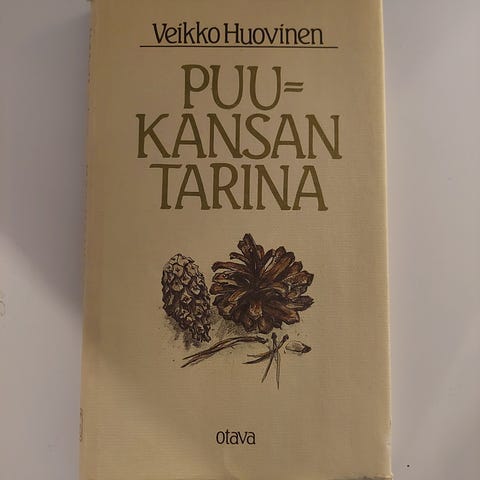 Veikko Huovinen
PUU=
KANSAN
TARINA
otava